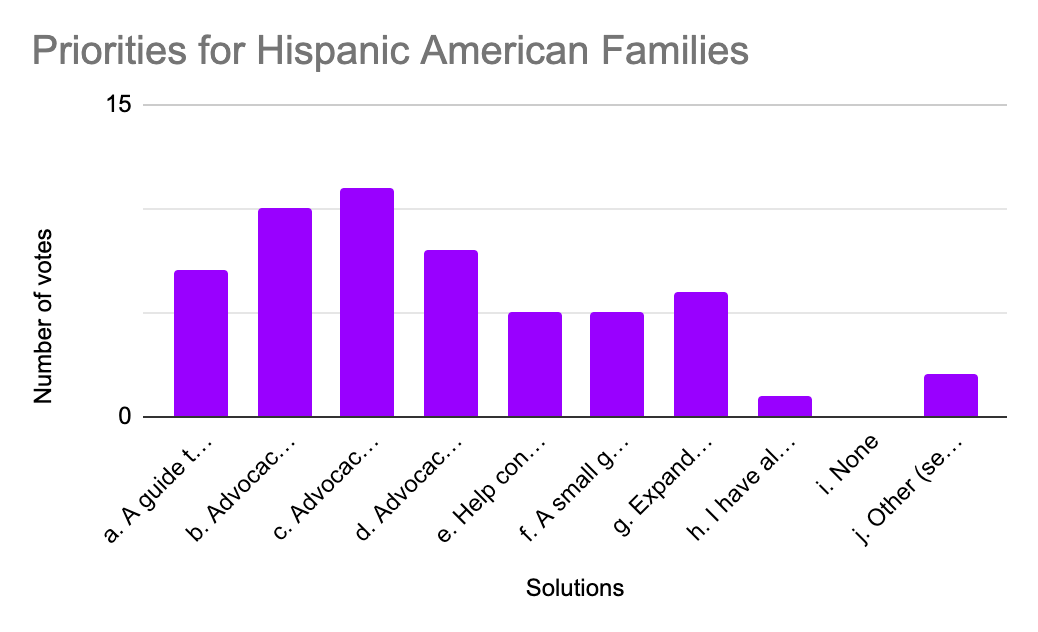 Priorities for Hispanic American Families
15
0
Number of votes
a. A guide t...
b. Advocac...
c. Advocac...
d. Advocac...
e. Help con...
f. A small g...
g. Expand...
h. I have al...
i. None
j. Other (se...
Solutions